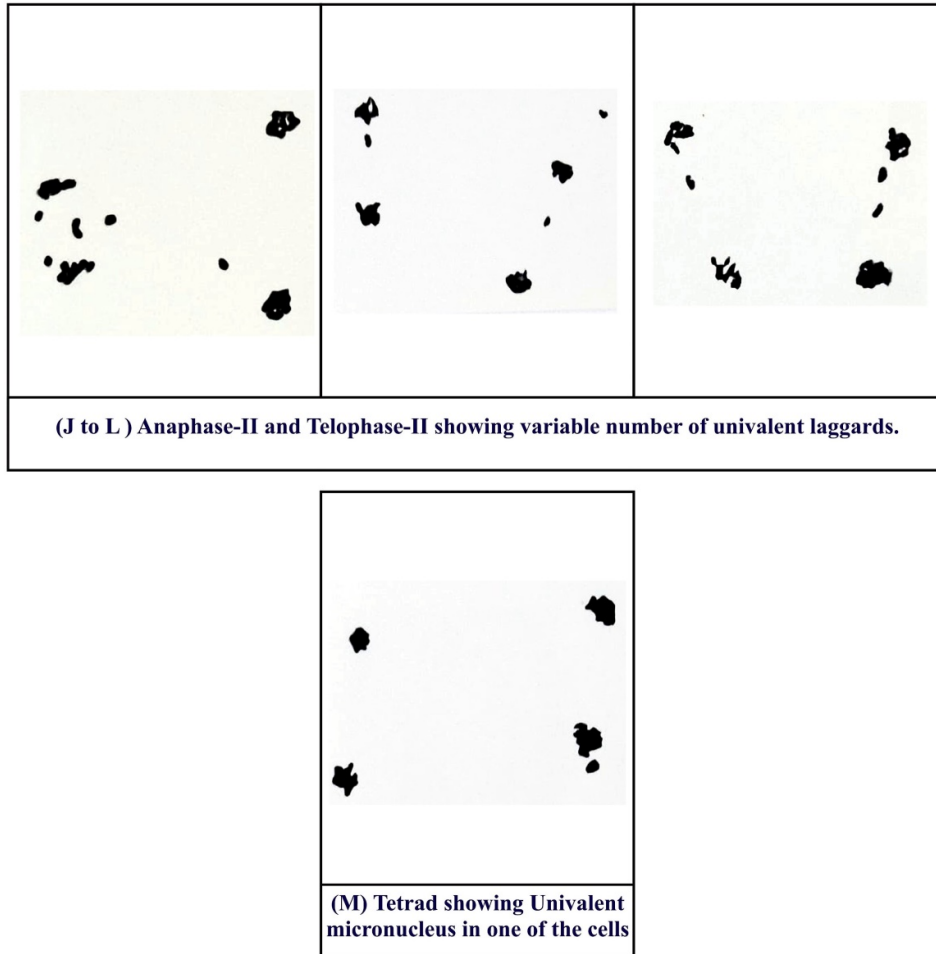 (J to L ) Anaphase-II and Telophase-II showing variable number of univalent laggards.
(M) Tetrad showing Univalent
micronucleus in one of the cells